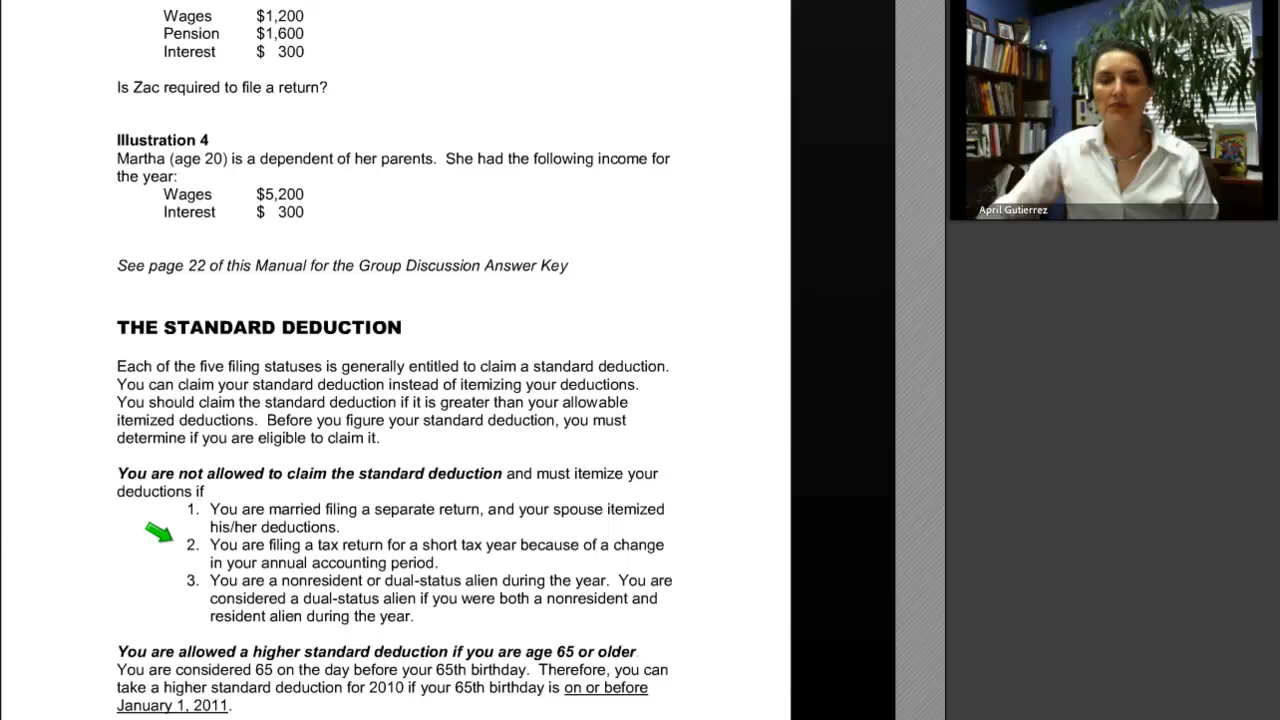 Wages $1,200
Pension $1,600
Interest $ 300
Is Zac required to file a return?
Illustration 4
Martha (age 20) is a dependent of her parents. She had the following income for
the year:
Wages $5,200
Interest $ 300
See page 22 of this Manual for the Group Discussion Answer Key
THE STANDARD DEDUCTION
Each of the five filing statuses is generally entitled to claim a standard deduction.
You can claim your standard deduction instead of itemizing your deductions.
You should claim the standard deduction if it is greater than your allowable
itemized deductions. Before you figure your standard deduction, you must
determine if you are eligible to claim it.
You are not allowed to claim the standard deduction and must itemize your
deductions if
1. You are married filing a separate return, and your spouse itemized
his/her deductions.
2. You are filing a tax return for a short tax year because of a change
in your annual accounting period.
3. You are a nonresident or dual-status alien during the year. You are
considered a dual-status alien if you were both a nonresident and
resident alien during the year.
You are allowed a higher standard deduction if you are age 65 or older.
You are considered 65 on the day before your 65th birthday. Therefore, you can
take a higher standard deduction for 2010 if your 65th birthday is on or before
January 1, 2011.
April Gutierrez